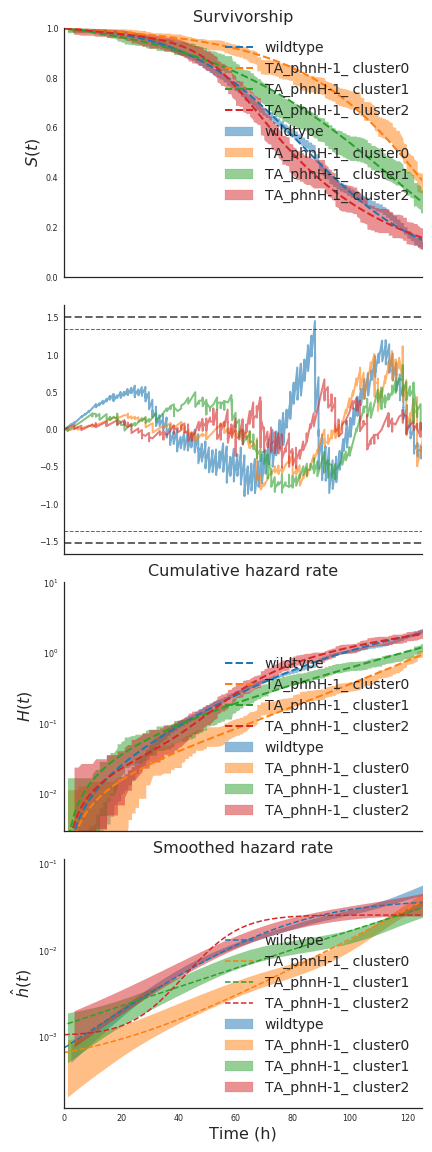 Survivorship
1.0
0.8
0.6
0.4
0.2
0.0
S(t)
wildtype
TA_phnH-1_ cluster0
TA_phnH-1_ cluster1
TA_phnH-1_ cluster2
wildtype
TA_phnH-1_ cluster0
TA_phnH-1_ cluster1
TA_phnH-1_ cluster2
1.5
1.0
0.5
0.0
−0.5
−1.0
−1.5
Cumulative hazard rate
10¹
10⁰
10⁻¹
10⁻²
H(t)
wildtype
TA_phnH-1_ cluster0
TA_phnH-1_ cluster1
TA_phnH-1_ cluster2
wildtype
TA_phnH-1_ cluster0
TA_phnH-1_ cluster1
TA_phnH-1_ cluster2
Smoothed hazard rate
10⁻¹
10⁻²
10⁻³
ĥ(t)
wildtype
TA_phnH-1_ cluster0
TA_phnH-1_ cluster1
TA_phnH-1_ cluster2
wildtype
TA_phnH-1_ cluster0
TA_phnH-1_ cluster1
TA_phnH-1_ cluster2
0 20 40 60 80 100 120
Time (h)